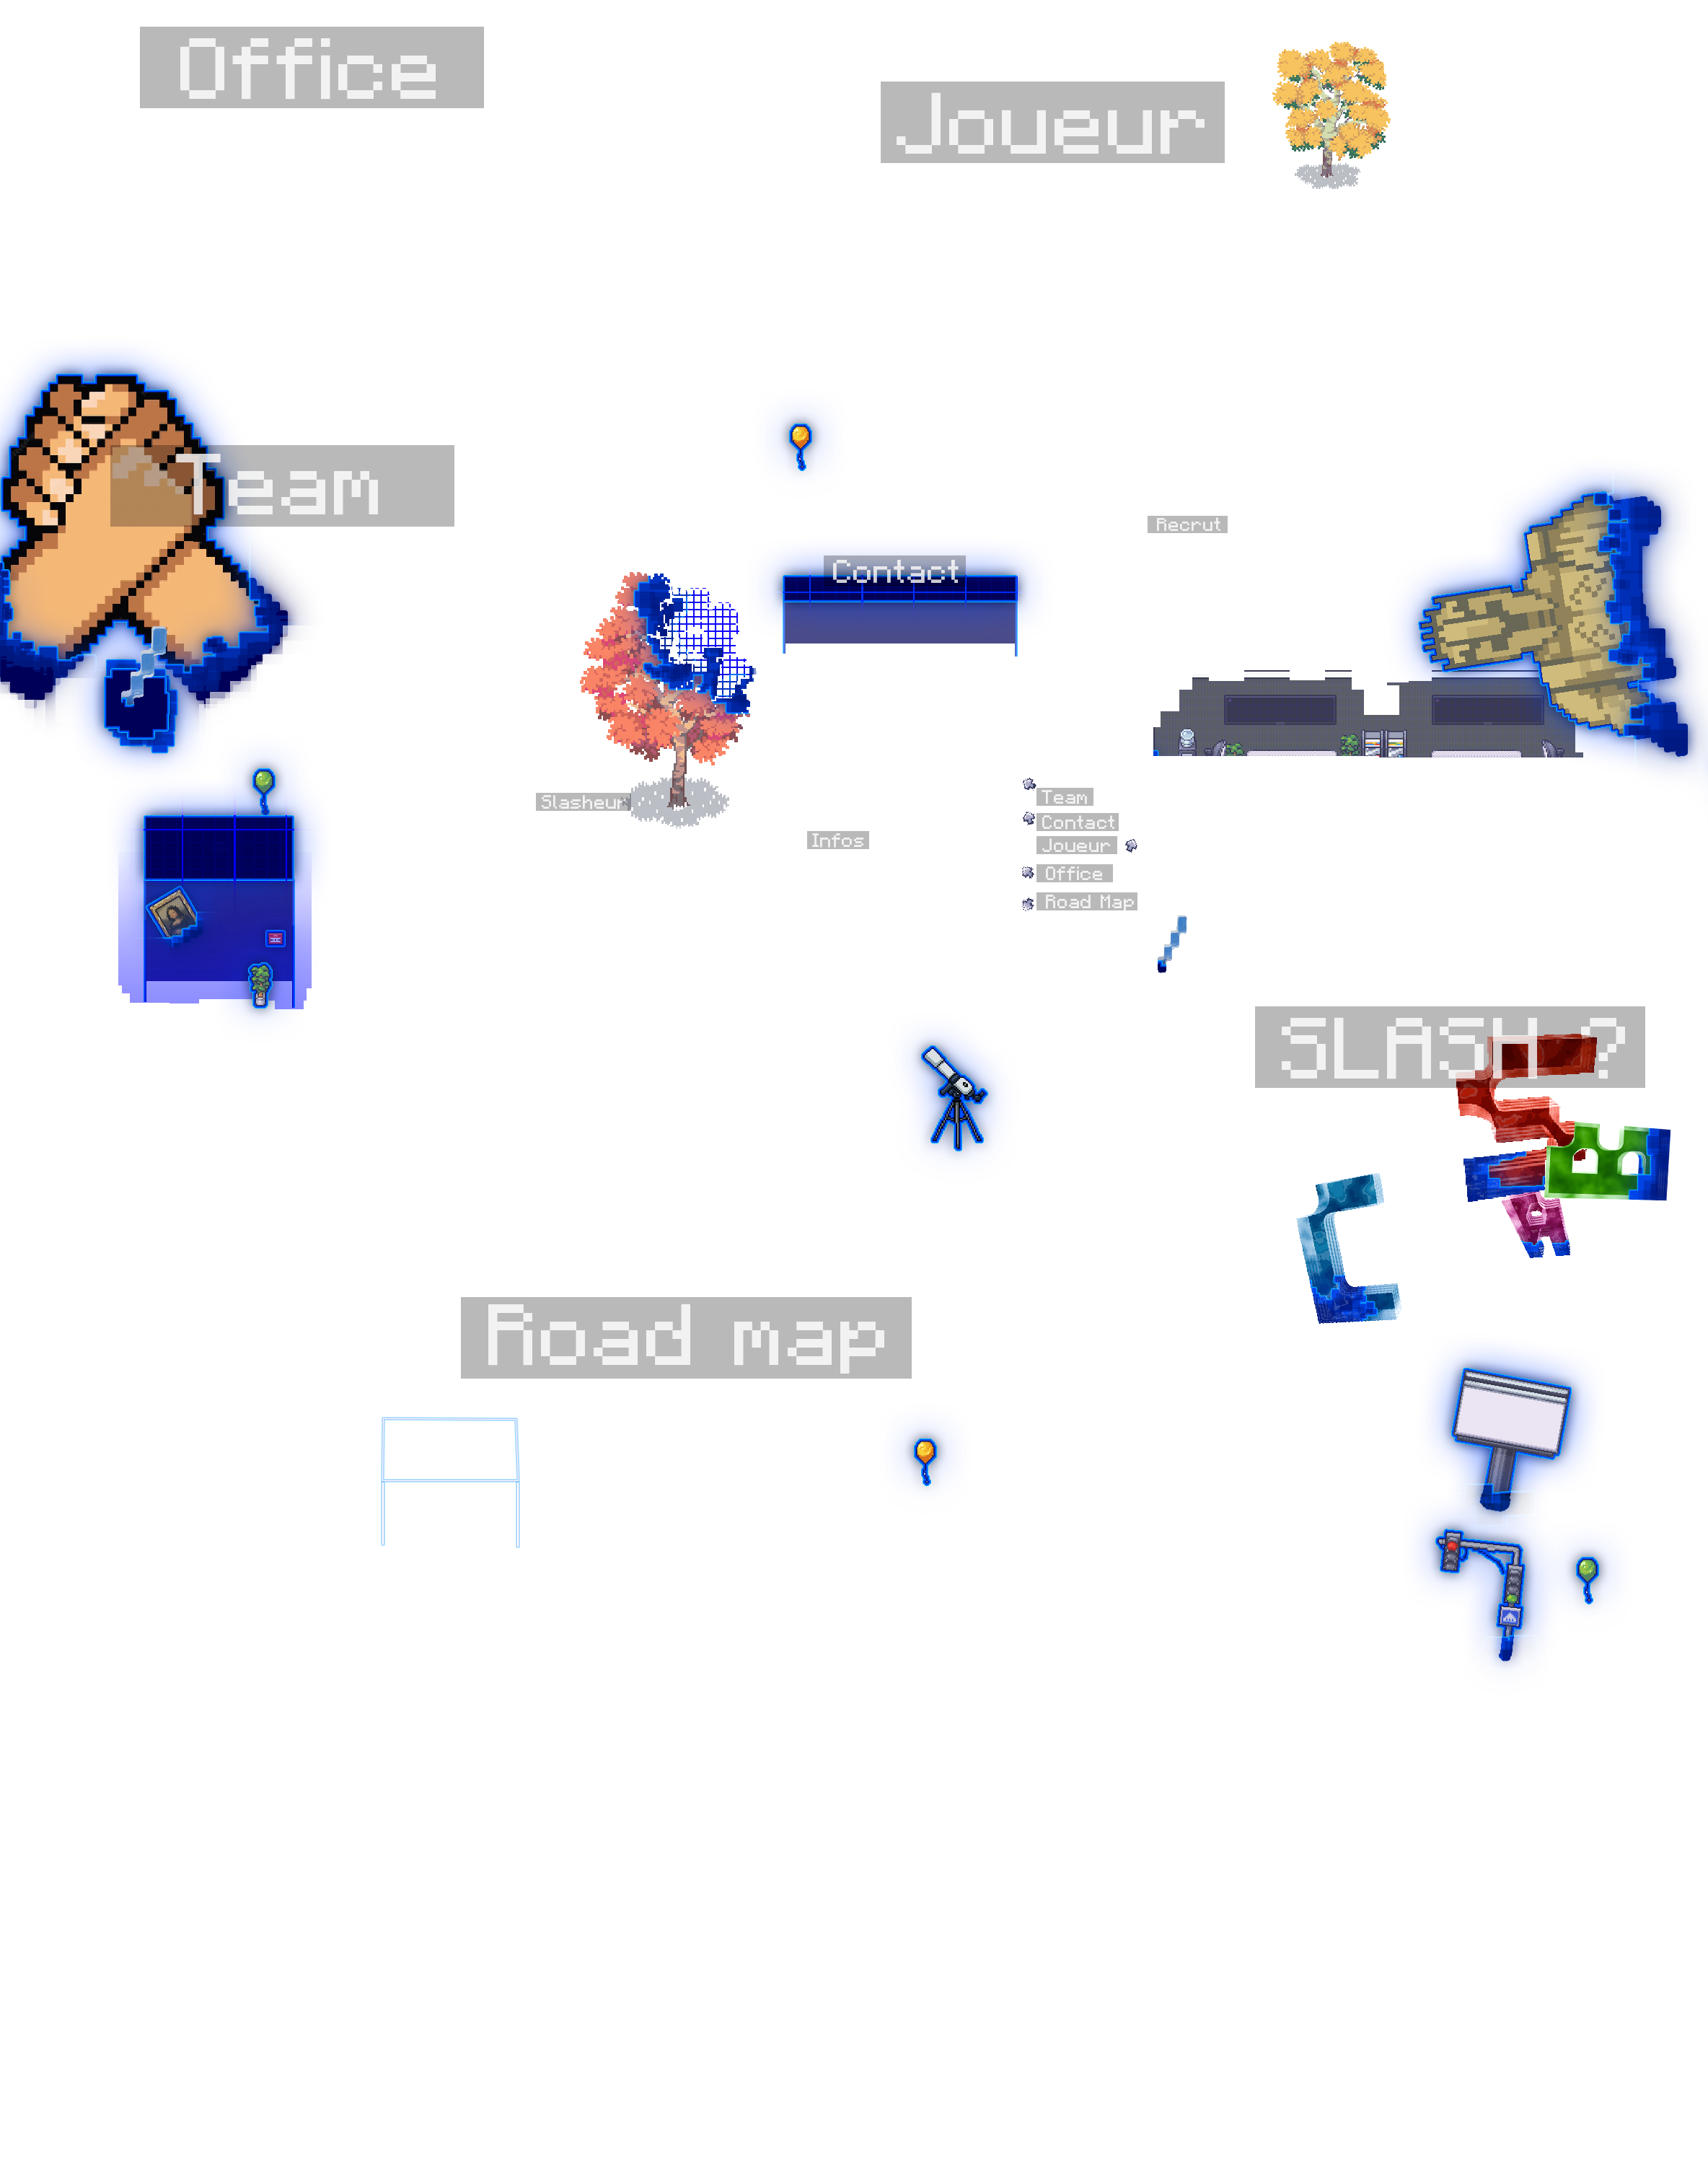 Office
Joueur
Team
Recrut
Contact
Team
Slasheur
Contact
Infos
Joueur
Office
Road Map
SLASH ?
Road map